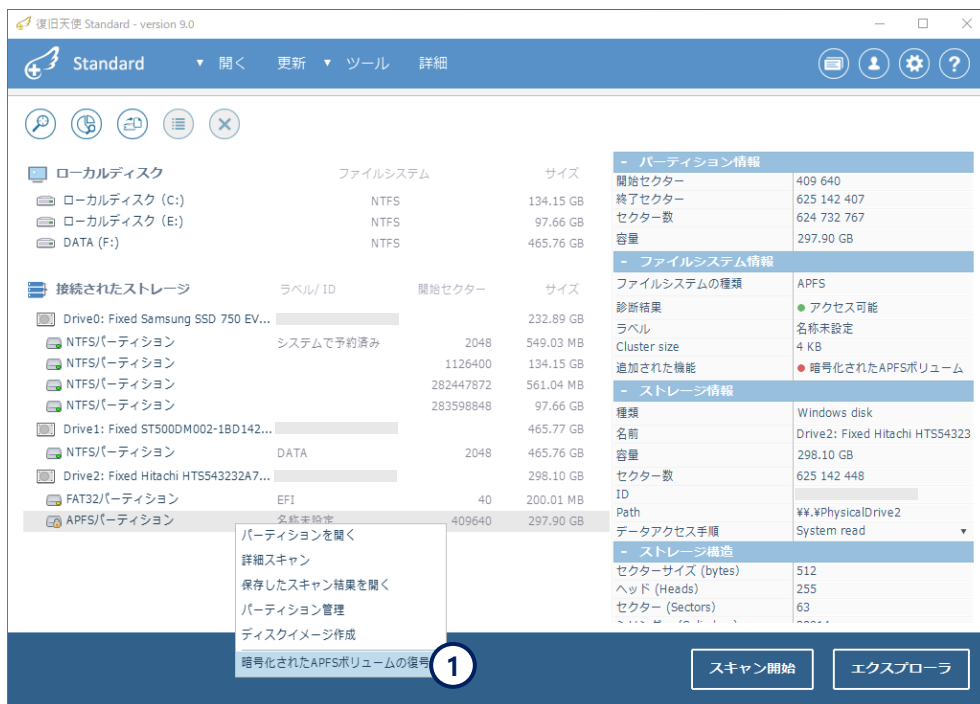 復旧天使 Standard - version 9.0
Standard ▼ 開く 更新 ▼ ツール 詳細
ローカルディスク ファイルシステム サイズ
ローカルディスク (C:) NTFS 134.15 GB
ローカルディスク (E:) NTFS 97.66 GB
DATA (F:) NTFS 465.76 GB
接続されたストレージ ラベル/ ID 開始セクター サイズ
Drive0: Fixed Samsung SSD 750 EV... 232.89 GB
NTFSパーティション システムで予約済み 2048 549.03 MB
NTFSパーティション 1126400 134.15 GB
NTFSパーティション 282447872 561.04 MB
NTFSパーティション 283598848 97.66 GB
Drive1: Fixed ST500DM002-1BD142... 465.77 GB
NTFSパーティション DATA 2048 465.76 GB
Drive2: Fixed Hitachi HTS543232A7... 298.10 GB
FAT32パーティション EFI 40 200.01 MB
APFSパーティション 名称未設定 409640 297.90 GB
パーティションを開く
詳細スキャン
保存したスキャン結果を開く
パーティション管理
ディスクイメージ作成
暗号化されたAPFSボリュームの復号
1
- パーティション情報
開始セクター 409 640
終了セクター 625 142 407
セクター数 624 732 767
容量 297.90 GB
- ファイルシステム情報
ファイルシステムの種類 APFS
診断結果 ● アクセス可能
ラベル 名称未設定
Cluster size 4 KB
追加された機能 ● 暗号化されたAPFSボリューム
- ストレージ情報
種類 Windows disk
名前 Drive2: Fixed Hitachi HTS54323
容量 298.10 GB
セクター数 625 142 448
ID
Path ¥¥.¥PhysicalDrive2
データアクセス手順 System read ▼
- ストレージ構造
セクターサイズ (bytes) 512
ヘッド (Heads) 255
セクター (Sectors) 63
スキャン開始 エクスプローラ